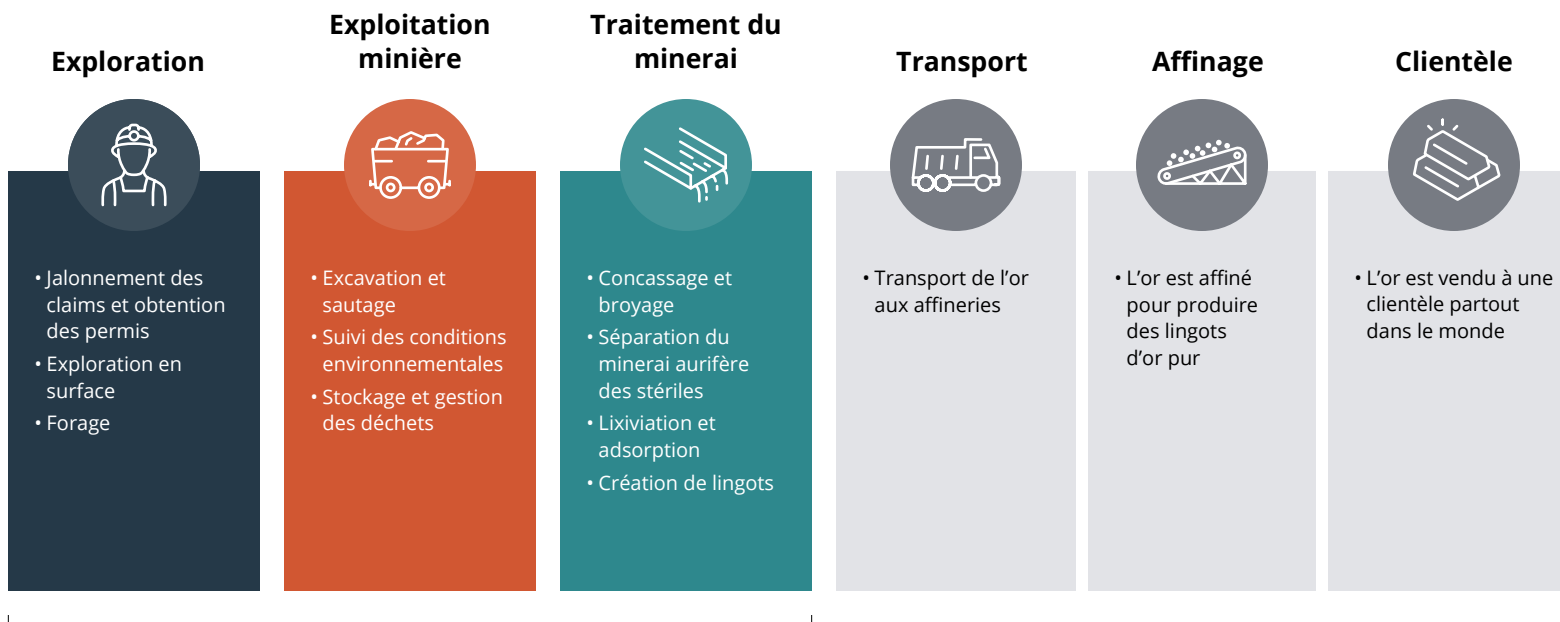 Exploration
• Jalonnement des
claims et obtention
des permis
• Exploration en
surface
• Forage
Exploitation
minière
• Excavation et
sautage
• Suivi des conditions
environnementales
• Stockage et gestion
des déchets
Traitement du
minerai
• Concassage et
broyage
• Séparation du
minerai aurifère
des stériles
• Lixiviation et
adsorption
• Création de lingots
Transport
• Transport de l’or
aux affineries
Affinage
• L’or est affiné
pour produire
des lingots
d’or pur
Clientèle
• L’or est vendu à une
clientèle partout
dans le monde